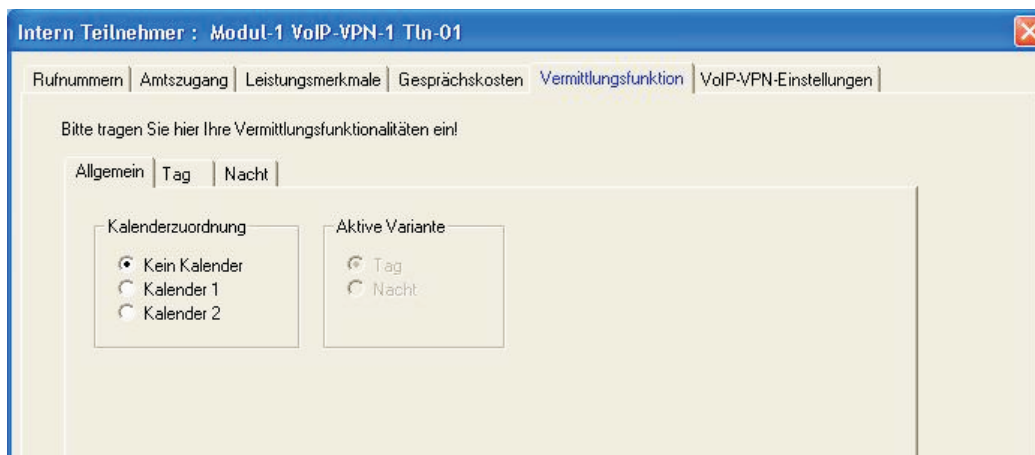 Intern Teilnehmer : Modul-1 VoIP-VPN-1 Tln-01
Rufnummern Amtszugang Leistungsmerkmale Gesprächskosten Vermittlungsfunktion VoIP-VPN-Einstellungen
Bitte tragen Sie hier Ihre Vermittlungsfunktionalitäten ein!
Allgemein Tag Nacht
Kalenderzuordnung Aktive Variante
Kein Kalender Tag
Kalender 1 Nacht
Kalender 2